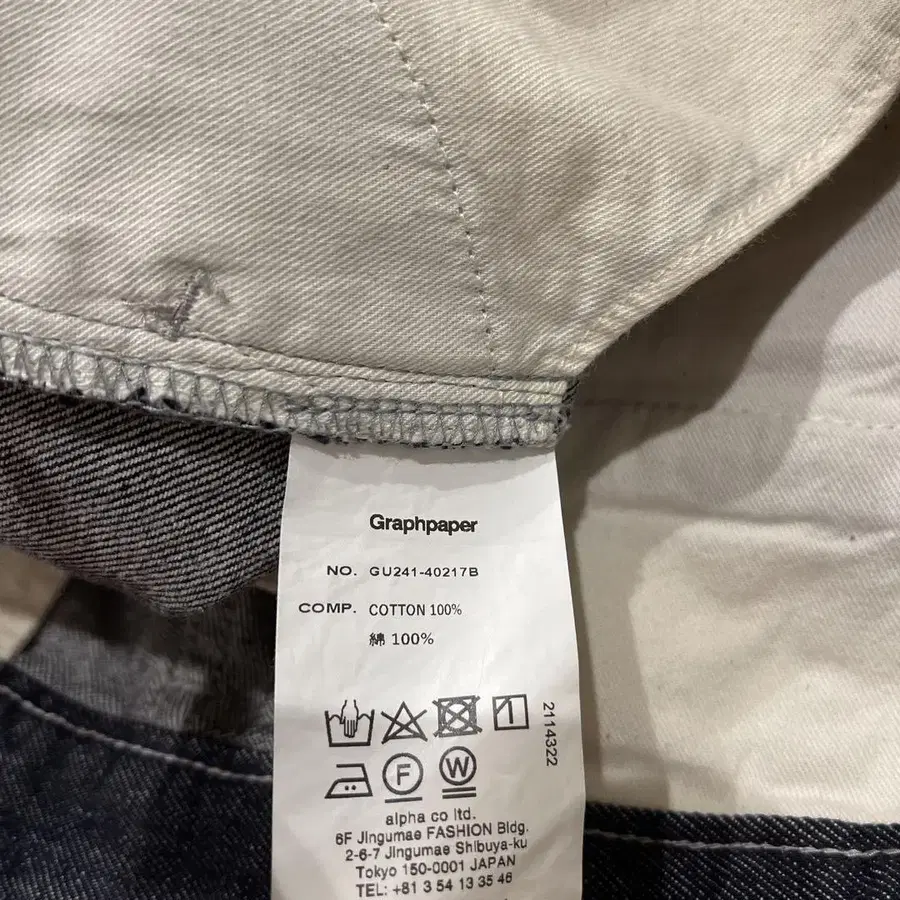 Graphpaper
NO. GU241-40217B
COMP. COTTON 100%
綿 100%
2114322
F W
alpha co ltd.
6F Jingumae FASHION Bldg.
2-6-7 Jingumae Shibuya-ku
Tokyo 150-0001 JAPAN
TEL: +81 3 54 13 35 46